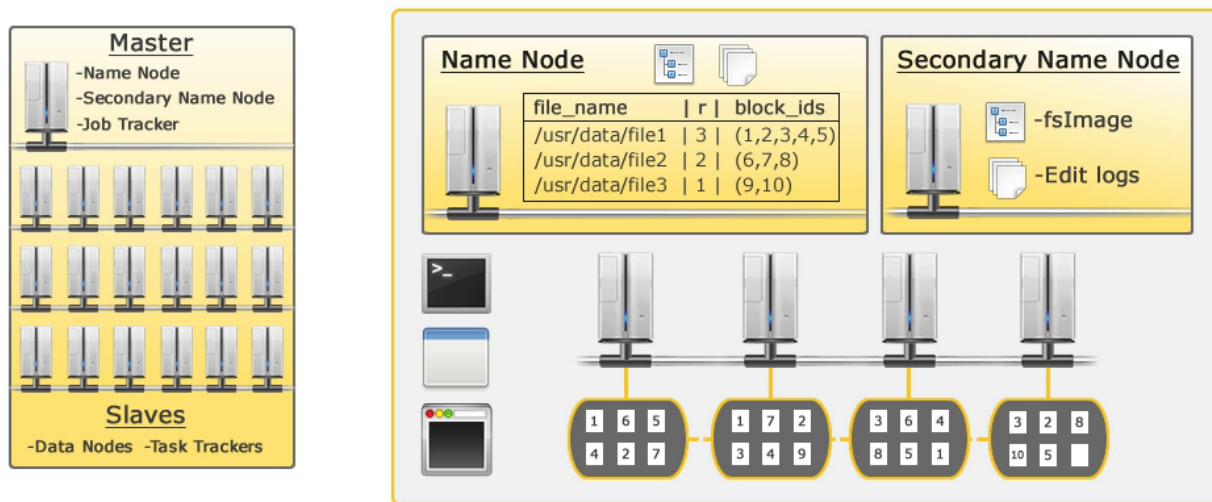 Master
-Name Node
-Secondary Name Node
-Job Tracker
Slaves
-Data Nodes -Task Trackers
Name Node
file_name | r | block_ids
/usr/data/file1 | 3 | (1,2,3,4,5)
/usr/data/file2 | 2 | (6,7,8)
/usr/data/file3 | 1 | (9,10)
Secondary Name Node
-fsImage
-Edit logs
>_
1 6 5
4 2 7
1 7 2
3 4 9
3 6 4
8 5 1
3 2 8
10 5